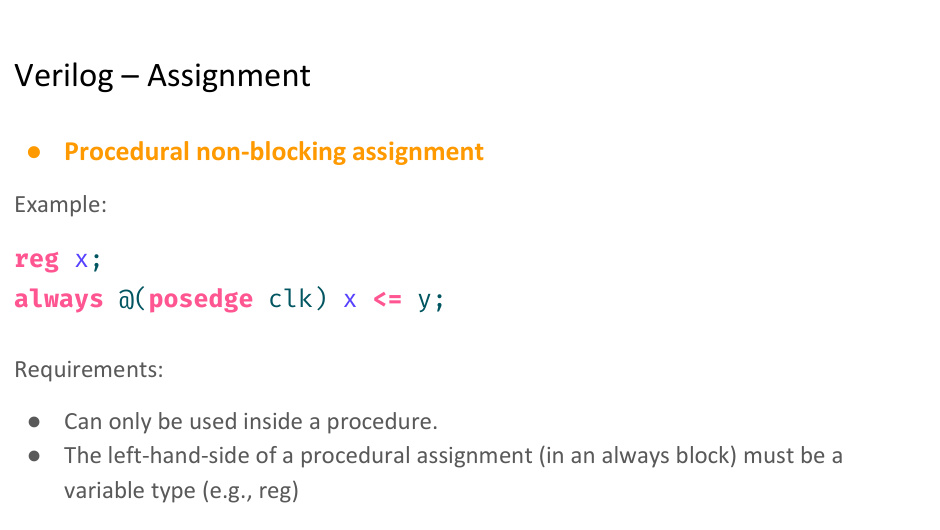 Verilog – Assignment
● Procedural non-blocking assignment
Example:
reg x;
always @(posedge clk) x <= y;
Requirements:
● Can only be used inside a procedure.
● The left-hand-side of a procedural assignment (in an always block) must be a
variable type (e.g., reg)